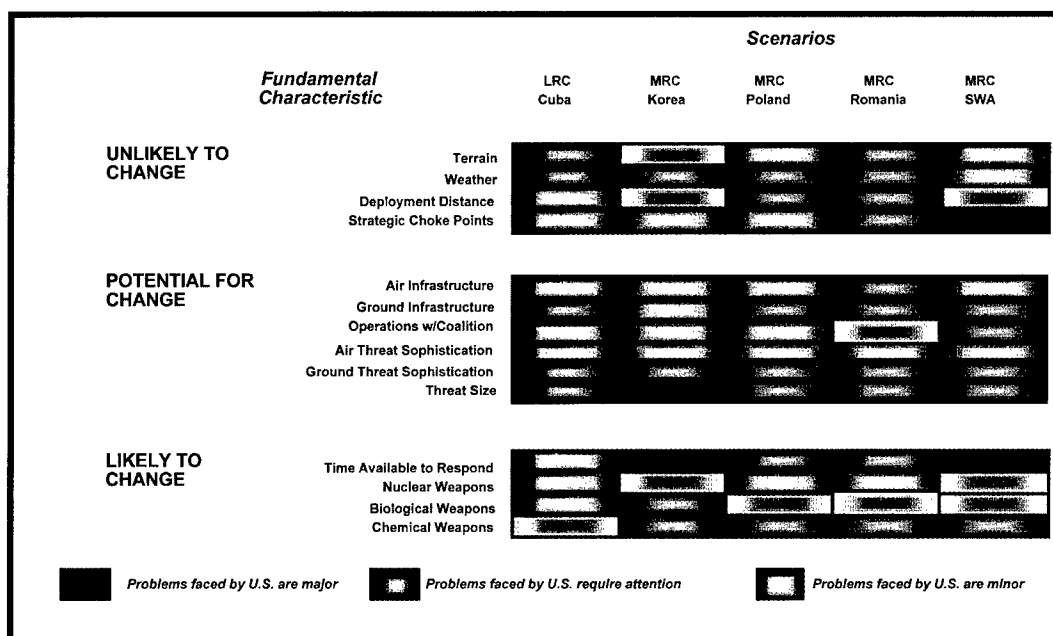 Scenarios
Fundamental
Characteristic
LRC
Cuba
MRC
Korea
MRC
Poland
MRC
Romania
MRC
SWA
UNLIKELY TO
CHANGE
Terrain
Weather
Deployment Distance
Strategic Choke Points
POTENTIAL FOR
CHANGE
Air Infrastructure
Ground Infrastructure
Operations w/Coalition
Air Threat Sophistication
Ground Threat Sophistication
Threat Size
LIKELY TO
CHANGE
Time Available to Respond
Nuclear Weapons
Biological Weapons
Chemical Weapons
Problems faced by U.S. are major
Problems faced by U.S. require attention
Problems faced by U.S. are minor